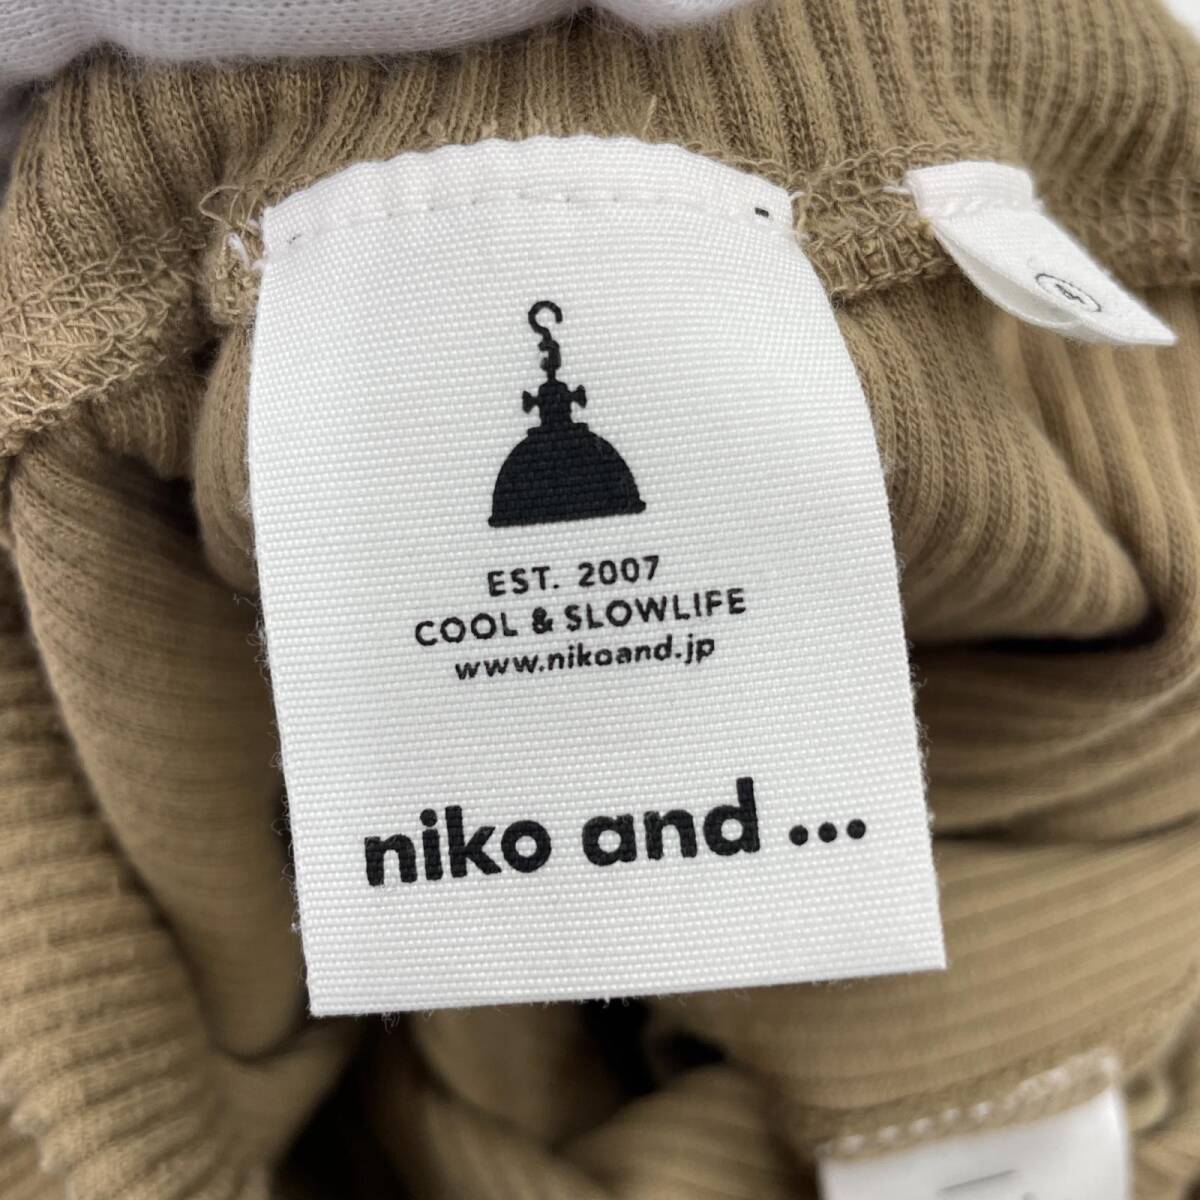 EST. 2007
COOL & SLOWLIFE
www.nikoand.jp
niko and ...